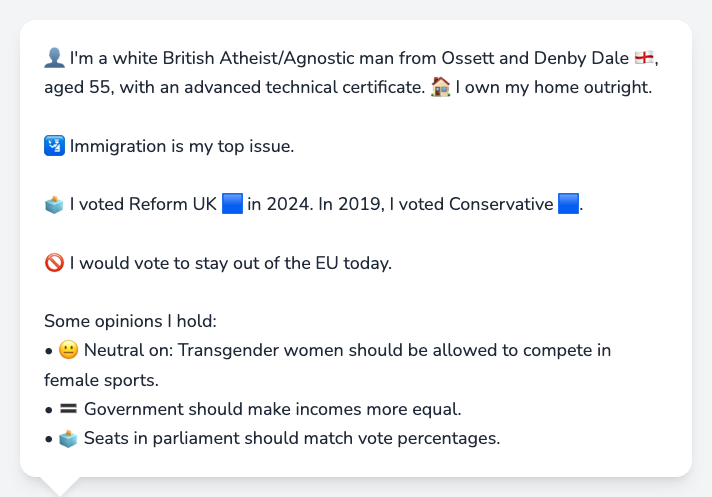 👤 I'm a white British Atheist/Agnostic man from Ossett and Denby Dale 🏴󠁧󠁢󠁥󠁮󠁧󠁿,
aged 55, with an advanced technical certificate. 🏠 I own my home outright.
🛂 Immigration is my top issue.
🗳️ I voted Reform UK 🟦 in 2024. In 2019, I voted Conservative 🟦.
🚫 I would vote to stay out of the EU today.
Some opinions I hold:
• 😐 Neutral on: Transgender women should be allowed to compete in
female sports.
• 🟰 Government should make incomes more equal.
• 🗳️ Seats in parliament should match vote percentages.